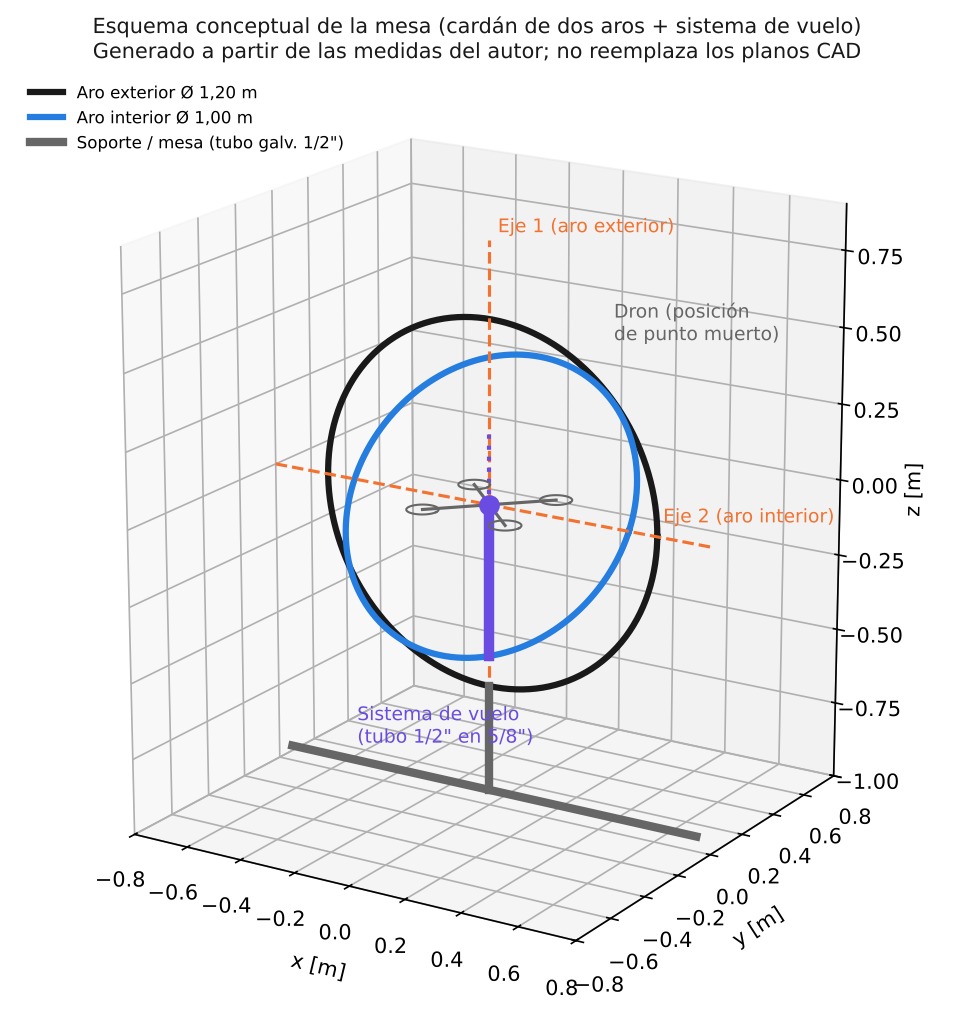 Esquema conceptual de la mesa (cardán de dos aros + sistema de vuelo)
Generado a partir de las medidas del autor; no reemplaza los planos CAD
Aro exterior Ø 1,20 m
Aro interior Ø 1,00 m
Soporte / mesa (tubo galv. 1/2")
Eje 1 (aro exterior)
Dron (posición
de punto muerto)
Eje 2 (aro interior)
Sistema de vuelo
(tubo 1/2" en 5/8")
0.75
0.50
0.25
0.00
−0.25
−0.50
−0.75
−1.00
z [m]
−0.8
−0.6
−0.4
−0.2
0.0
0.2
0.4
0.6
0.8
x [m]
−0.8
−0.6
−0.4
−0.2
0.0
0.2
0.4
0.6
0.8
y [m]